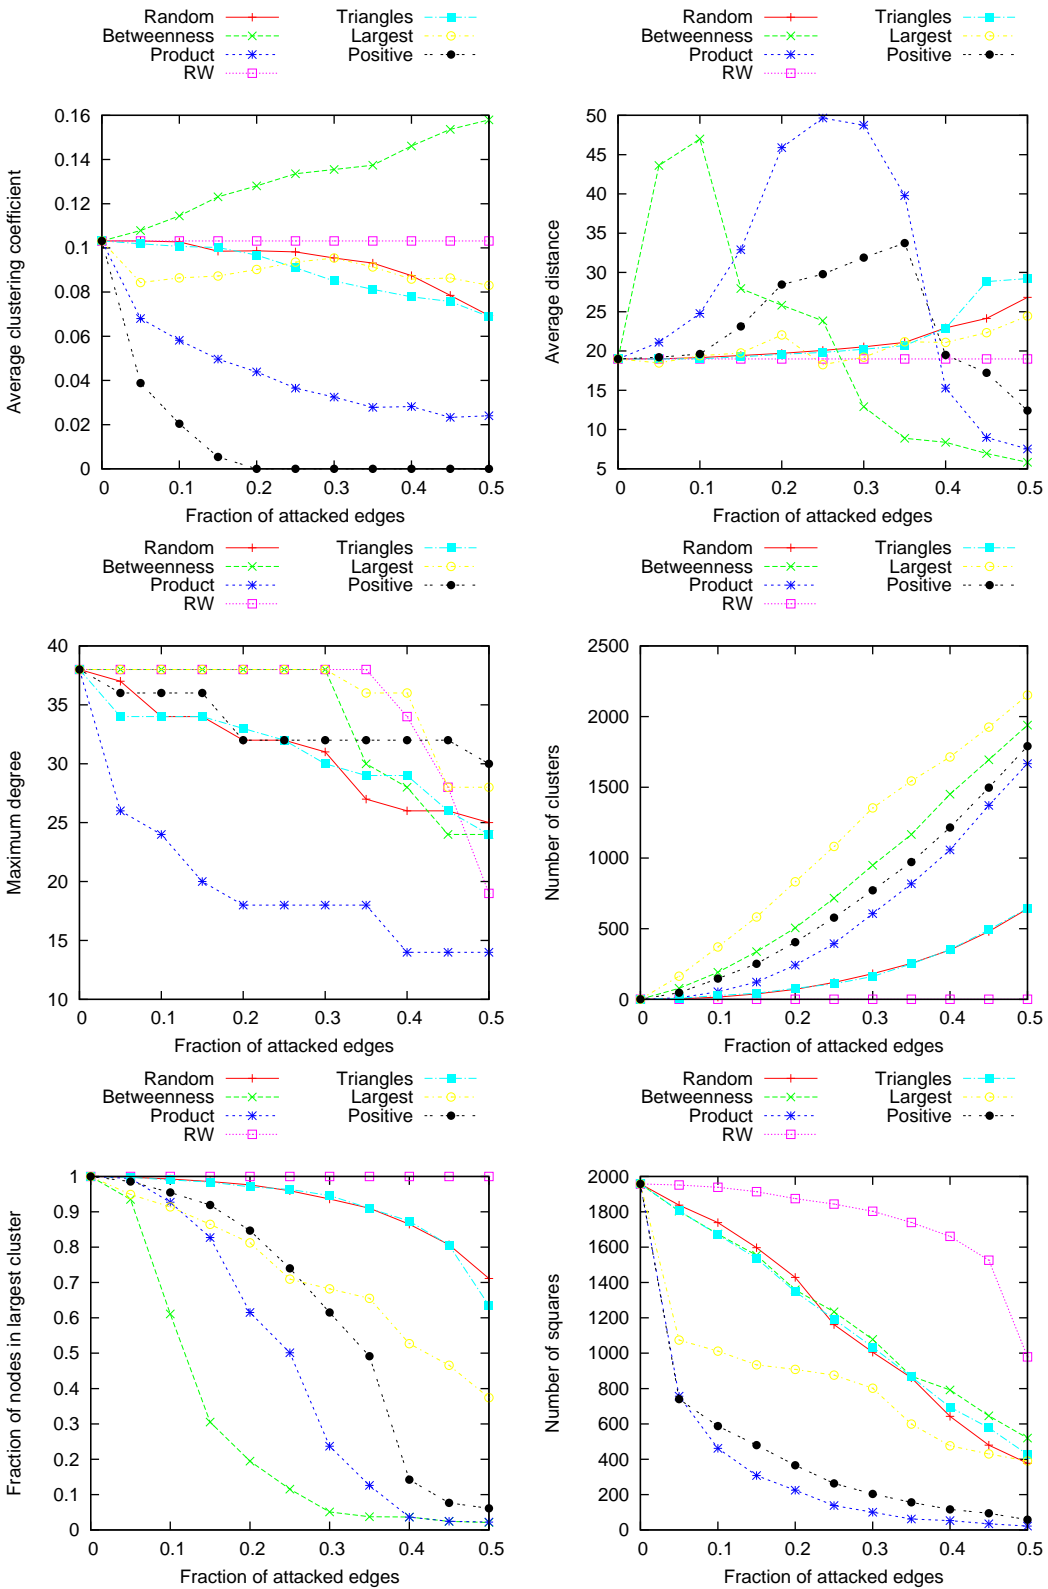 Random
Betweenness
Product
RW
Triangles
Largest
Positive
Average clustering coefficient
0.16
0.14
0.12
0.1
0.08
0.06
0.04
0.02
0
0 0.1 0.2 0.3 0.4 0.5
Fraction of attacked edges
Random
Betweenness
Product
RW
Triangles
Largest
Positive
Average distance
50
45
40
35
30
25
20
15
10
5
0 0.1 0.2 0.3 0.4 0.5
Fraction of attacked edges
Random
Betweenness
Product
RW
Triangles
Largest
Positive
Maximum degree
40
35
30
25
20
15
10
0 0.1 0.2 0.3 0.4 0.5
Fraction of attacked edges
Random
Betweenness
Product
RW
Triangles
Largest
Positive
Number of clusters
2500
2000
1500
1000
500
0
0 0.1 0.2 0.3 0.4 0.5
Fraction of attacked edges
Random
Betweenness
Product
RW
Triangles
Largest
Positive
Fraction of nodes in largest cluster
1
0.9
0.8
0.7
0.6
0.5
0.4
0.3
0.2
0.1
0
0 0.1 0.2 0.3 0.4 0.5
Fraction of attacked edges
Random
Betweenness
Product
RW
Triangles
Largest
Positive
Number of squares
2000
1800
1600
1400
1200
1000
800
600
400
200
0
0 0.1 0.2 0.3 0.4 0.5
Fraction of attacked edges